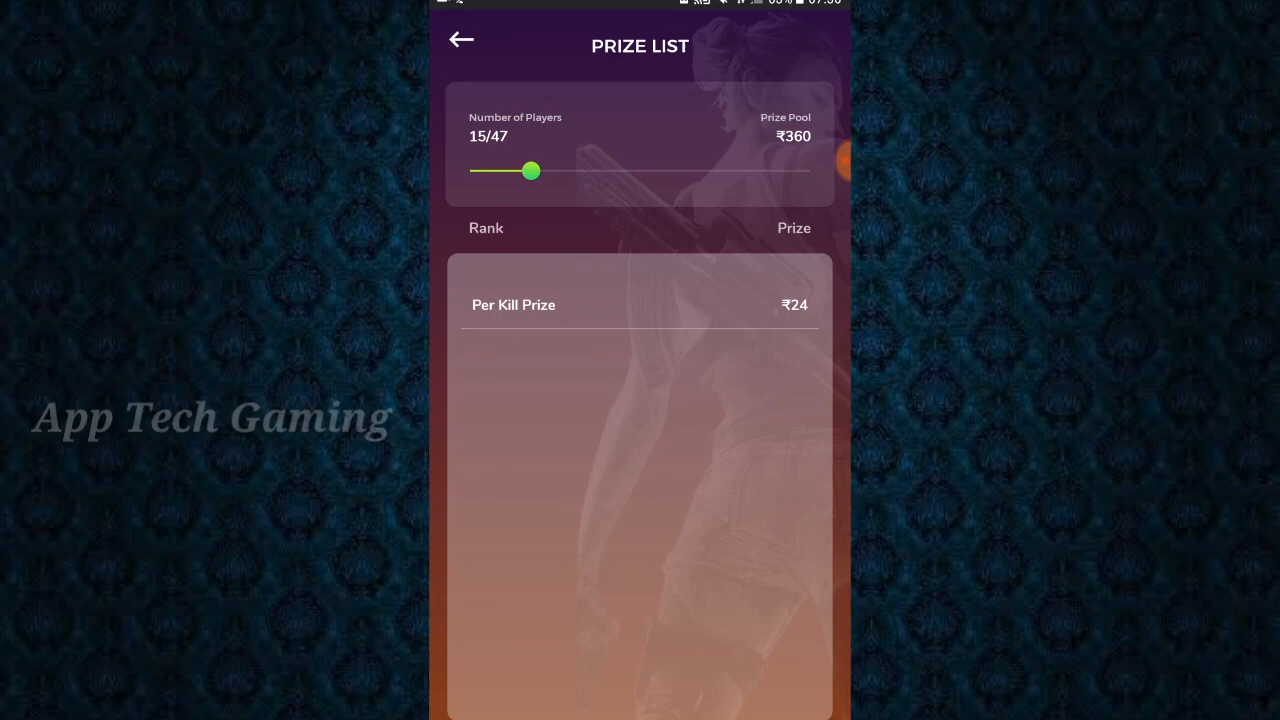 PRIZE LIST
Number of Players
Prize Pool
15/47
₹360
Rank
Prize
Per Kill Prize
₹24
App Tech Gaming